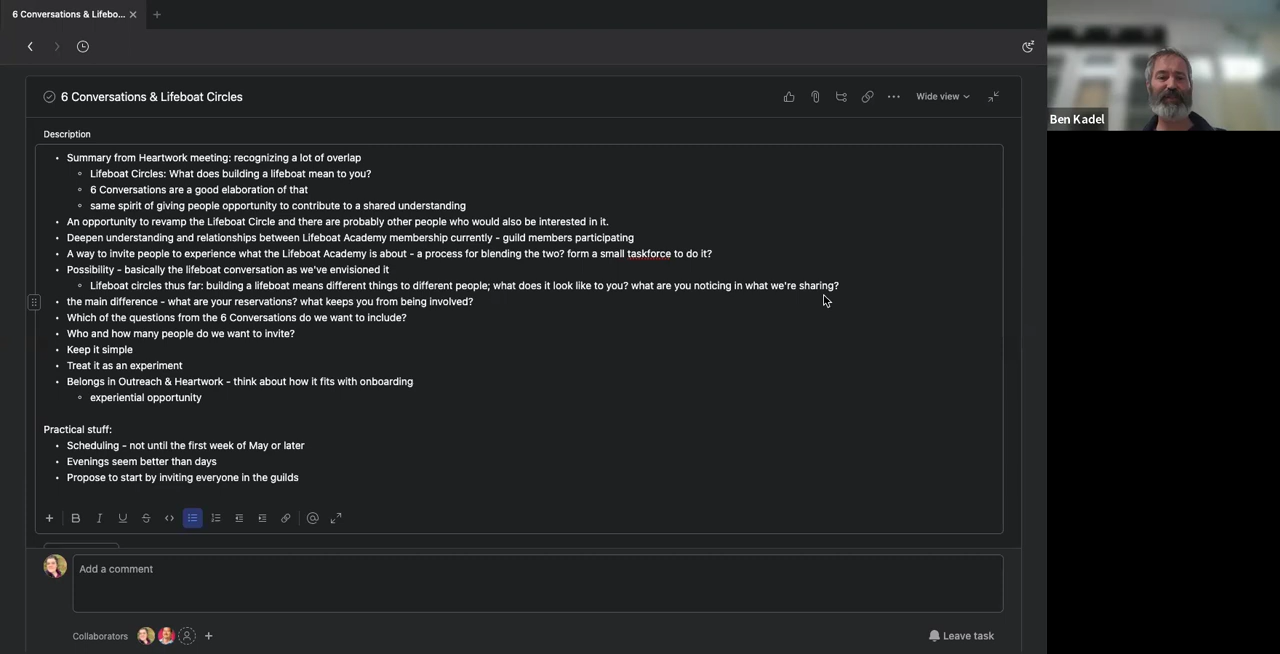 6 Conversations & Lifebo...
6 Conversations & Lifeboat Circles
Wide view
Ben Kadel
Description
Summary from Heartwork meeting: recognizing a lot of overlap
Lifeboat Circles: What does building a lifeboat mean to you?
6 Conversations are a good elaboration of that
same spirit of giving people opportunity to contribute to a shared understanding
An opportunity to revamp the Lifeboat Circle and there are probably other people who would also be interested in it.
Deepen understanding and relationships between Lifeboat Academy membership currently - guild members participating
A way to invite people to experience what the Lifeboat Academy is about - a process for blending the two? form a small taskforce to do it?
Possibility - basically the lifeboat conversation as we've envisioned it
Lifeboat circles thus far: building a lifeboat means different things to different people; what does it look like to you? what are you noticing in what we're sharing?
the main difference - what are your reservations? what keeps you from being involved?
Which of the questions from the 6 Conversations do we want to include?
Who and how many people do we want to invite?
Keep it simple
Treat it as an experiment
Belongs in Outreach & Heartwork - think about how it fits with onboarding
experiential opportunity
Practical stuff:
Scheduling - not until the first week of May or later
Evenings seem better than days
Propose to start by inviting everyone in the guilds
Add a comment
Collaborators
Leave task